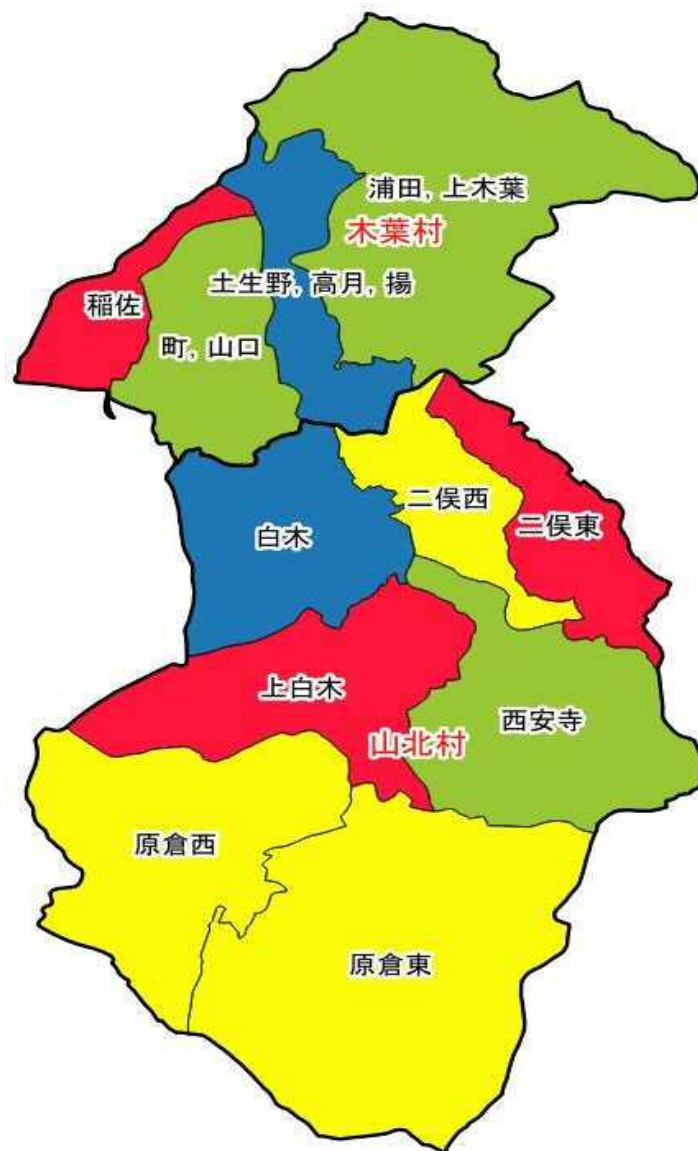 浦田, 上木葉
木葉村
土生野, 高月, 揚
稲佐
町, 山口
二俣西
二俣東
白木
上白木
西安寺
山北村
原倉西
原倉東